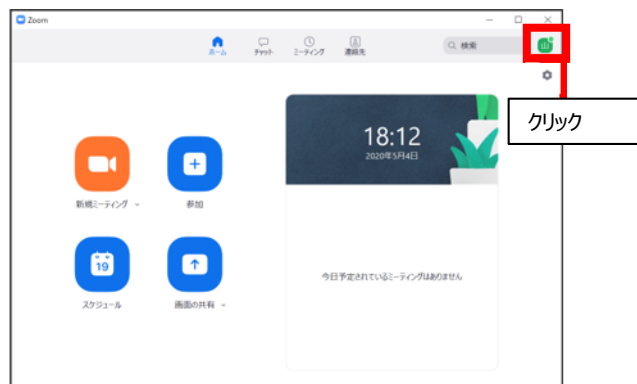 Zoom
ホーム チャット ミーティング 連絡先 検索 山
クリック
18:12
2020年5月4日
新規ミーティング 参加
19
スケジュール 画面の共有
今日予定されているミーティングはありません